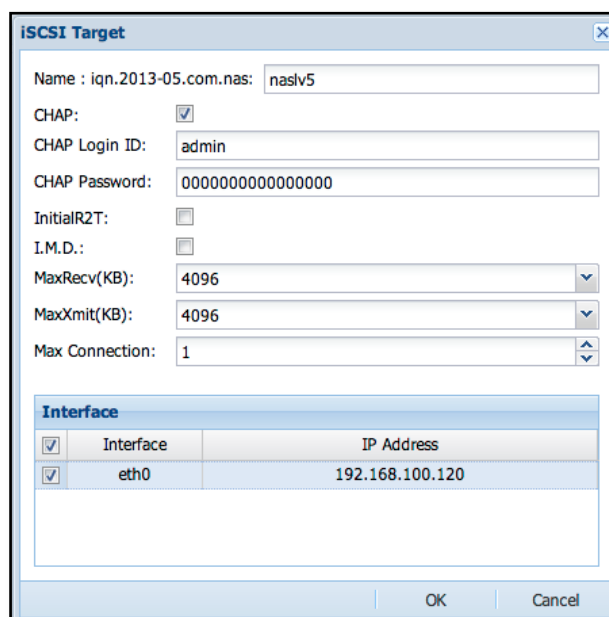 iSCSI Target
Name : iqn.2013-05.com.nas: naslv5
CHAP:
CHAP Login ID: admin
CHAP Password: 0000000000000000
InitialR2T:
I.M.D.:
MaxRecv(KB): 4096
MaxXmit(KB): 4096
Max Connection: 1
Interface
Interface IP Address
eth0 192.168.100.120
OK Cancel